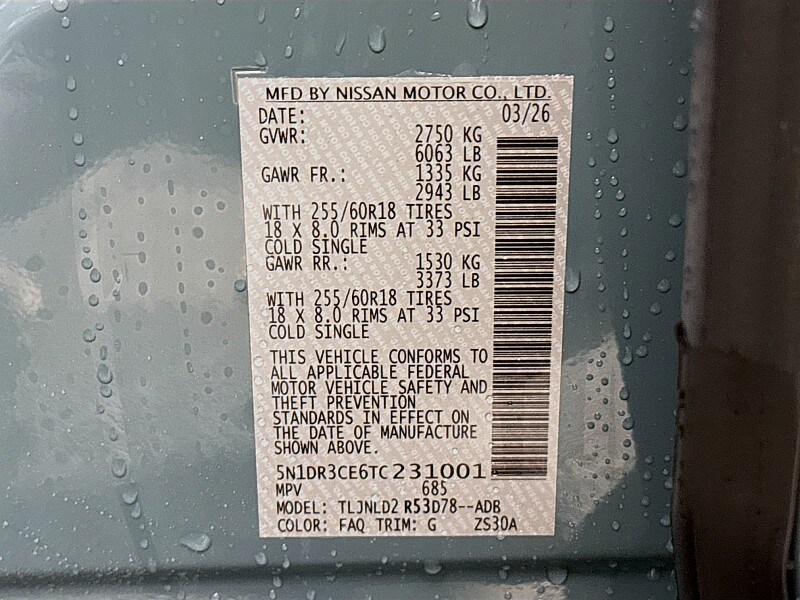 MFD BY NISSAN MOTOR CO., LTD.
DATE: 03/26
GVWR: 2750 KG
6063 LB
GAWR FR.: 1335 KG
2943 LB
WITH 255/60R18 TIRES
18 X 8.0 RIMS AT 33 PSI
COLD SINGLE
GAWR RR.: 1530 KG
3373 LB
WITH 255/60R18 TIRES
18 X 8.0 RIMS AT 33 PSI
COLD SINGLE
THIS VEHICLE CONFORMS TO
ALL APPLICABLE FEDERAL
MOTOR VEHICLE SAFETY AND
THEFT PREVENTION
STANDARDS IN EFFECT ON
THE DATE OF MANUFACTURE
SHOWN ABOVE.
5N1DR3CE6TC231001
MPV 685
MODEL: TLJNLD2 R53D78--ADB
COLOR: FAQ TRIM: G ZS30A